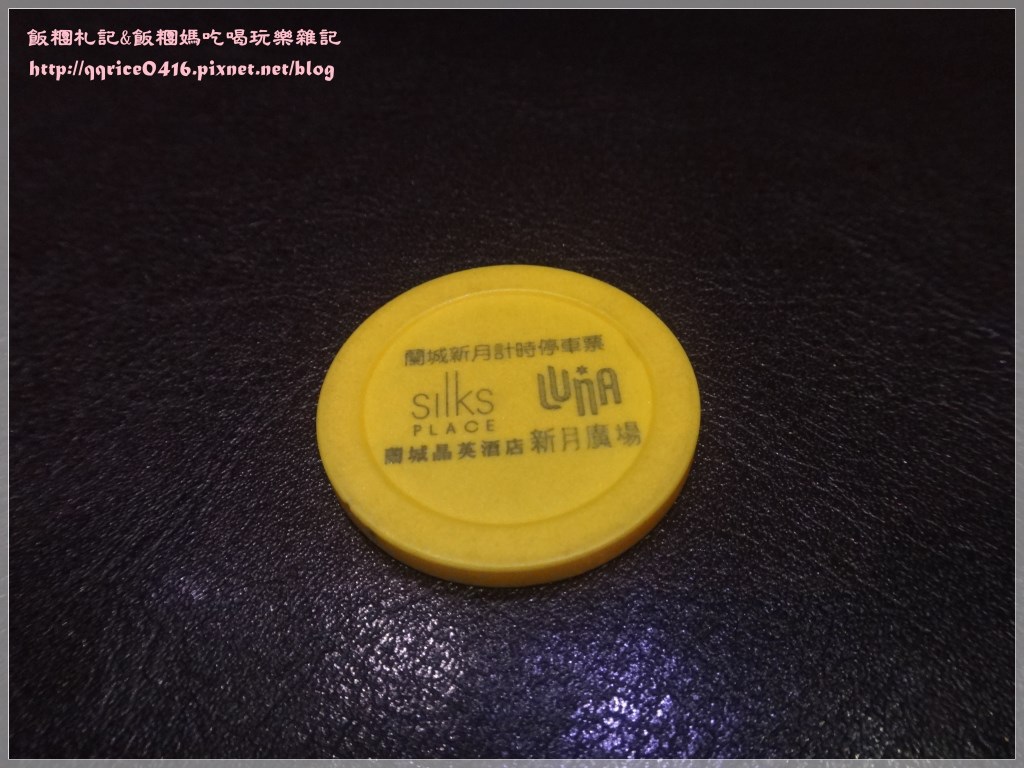 飯糰札記&飯糰媽吃喝玩樂雜記
http://qqrice0416.pixnet.net/blog
蘭城新月計時停車票
silks LUNA
PLACE
蘭城晶英酒店 新月廣場